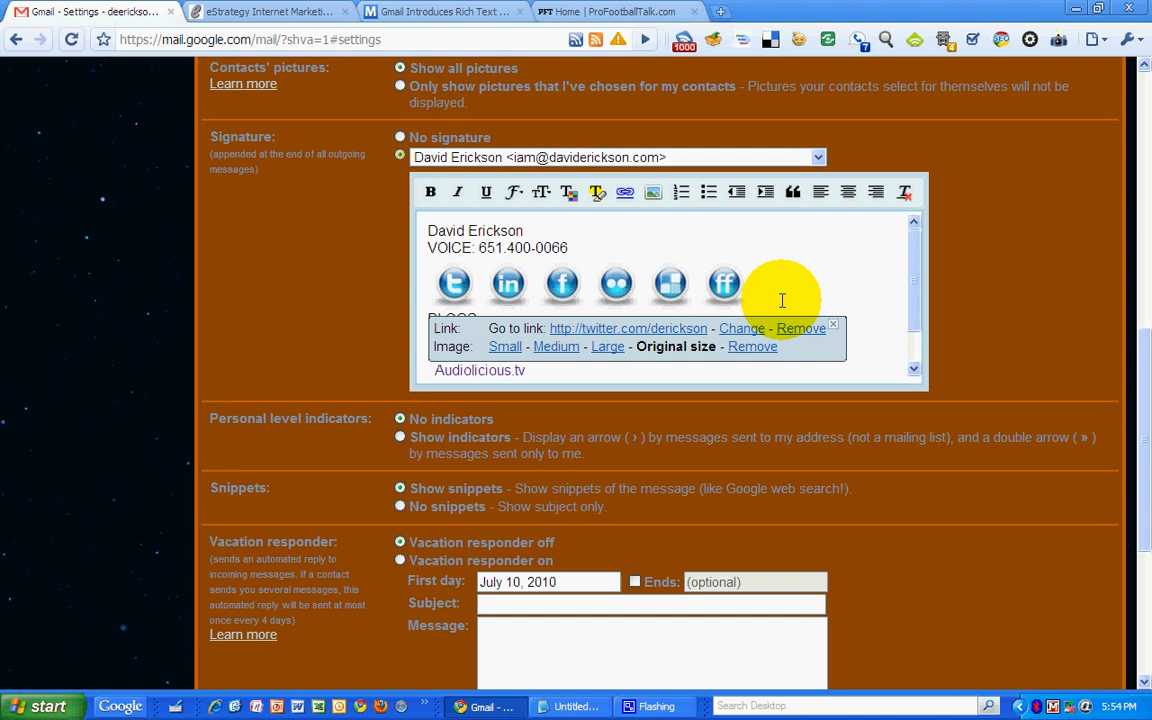 Gmail - Settings - deerickso... × eStrategy Internet Marketi... × Gmail Introduces Rich Text ... × PFT Home | ProFootballTalk.com ×
https://mail.google.com/mail/?shva=1#settings
1000 7 4 SEO
Contacts' pictures: Show all pictures
Learn more
Only show pictures that I've chosen for my contacts - Pictures your contacts select for themselves will not be
displayed.
Signature: No signature
(appended at the end of all outgoing
messages)
David Erickson <iam@daviderickson.com>
B I U
David Erickson
VOICE: 651.400-0066
t in f ff
Link: Go to link: http://twitter.com/derickson - Change - Remove
Image: Small - Medium - Large - Original size - Remove
Audiolicious.tv
Personal level indicators: No indicators
Show indicators - Display an arrow ( › ) by messages sent to my address (not a mailing list), and a double arrow ( » )
by messages sent only to me.
Snippets: Show snippets - Show snippets of the message (like Google web search!).
No snippets - Show subject only.
Vacation responder: Vacation responder off
(sends an automated reply to
incoming messages. If a contact
sends you several messages, this
automated reply will be sent at most
once every 4 days)
Learn more
Vacation responder on
First day: July 10, 2010 Ends: (optional)
Subject:
Message:
start Google Gmail - ... Untitled... Flashing Search Desktop 5:54 PM